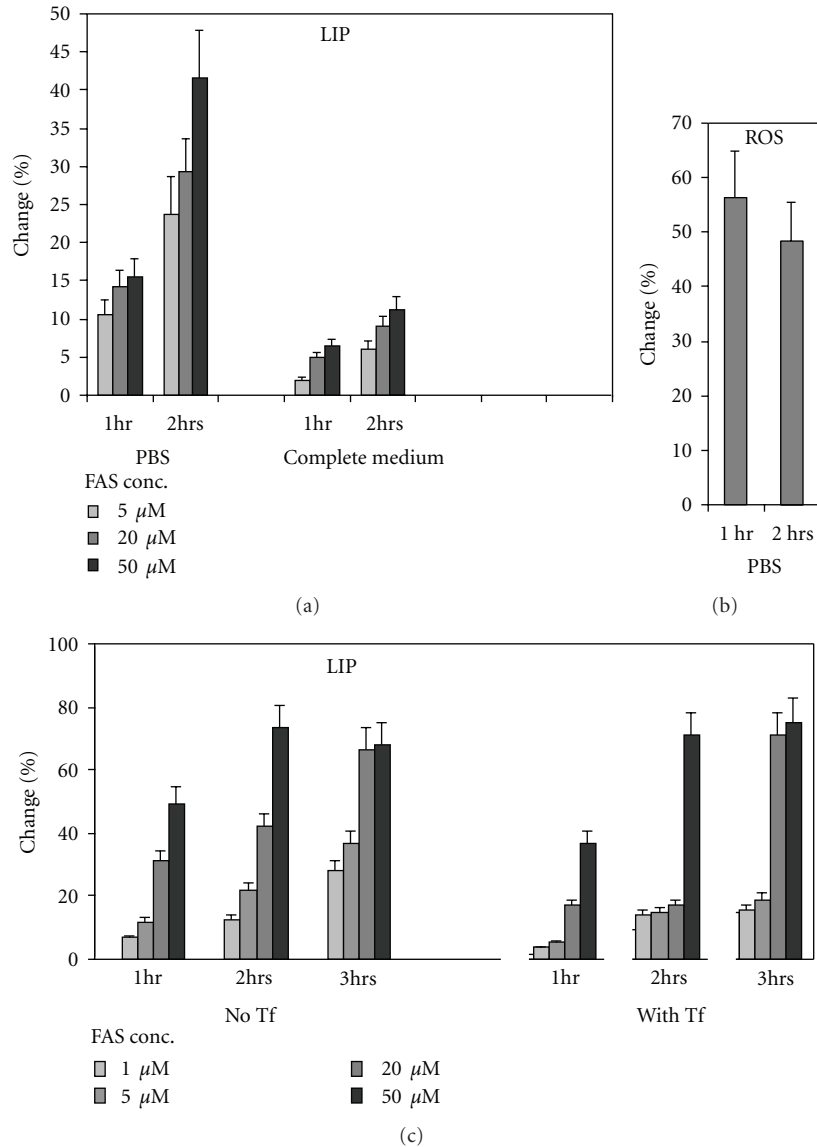 LIP
50
45
40
35
30
25
20
15
10
5
0
Change (%)
1hr 2hrs 1hr 2hrs
PBS Complete medium
FAS conc.
5 µM
20 µM
50 µM
(a)
ROS
70
60
50
40
30
20
10
0
Change (%)
1 hr 2 hrs
PBS
(b)
LIP
100
80
60
40
20
0
Change (%)
1hr 2hrs 3hrs 1hr 2hrs 3hrs
No Tf With Tf
FAS conc.
1 µM 20 µM
5 µM 50 µM
(c)